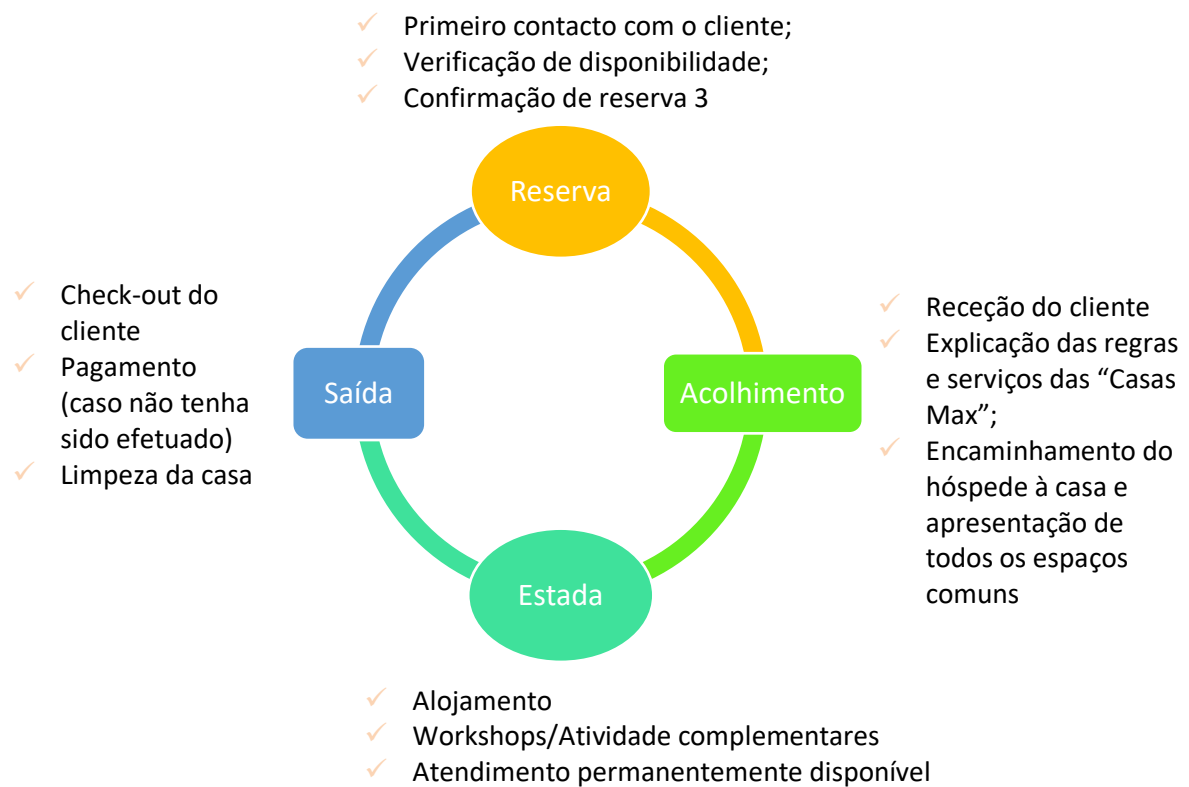 Primeiro contacto com o cliente;
Verificação de disponibilidade;
Confirmação de reserva 3
Reserva
Acolhimento
Receção do cliente
Explicação das regras
e serviços das “Casas
Max”;
Encaminhamento do
hóspede à casa e
apresentação de
todos os espaços
comuns
Estada
Alojamento
Workshops/Atividade complementares
Atendimento permanentemente disponível
Saída
Check-out do
cliente
Pagamento
(caso não tenha
sido efetuado)
Limpeza da casa